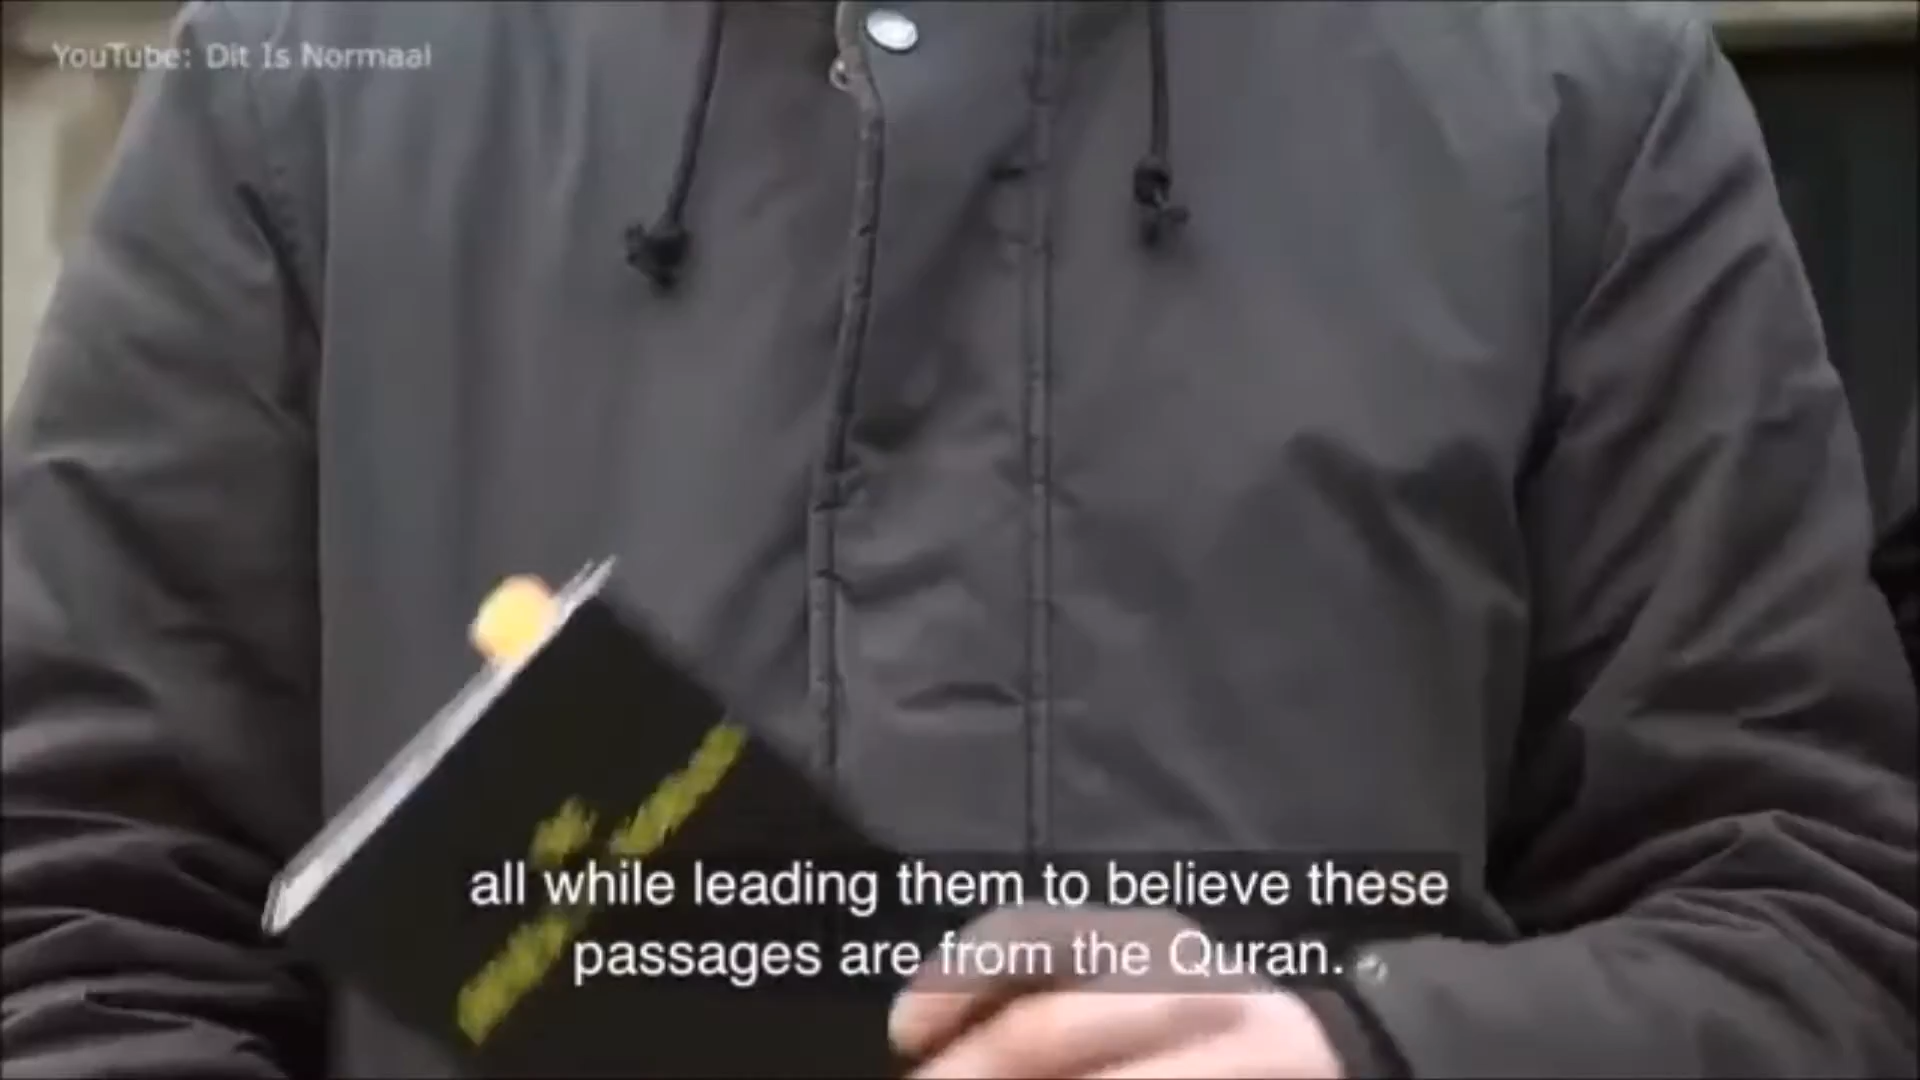 YouTube: Dit Is Normaal
all while leading them to believe these
passages are from the Quran.